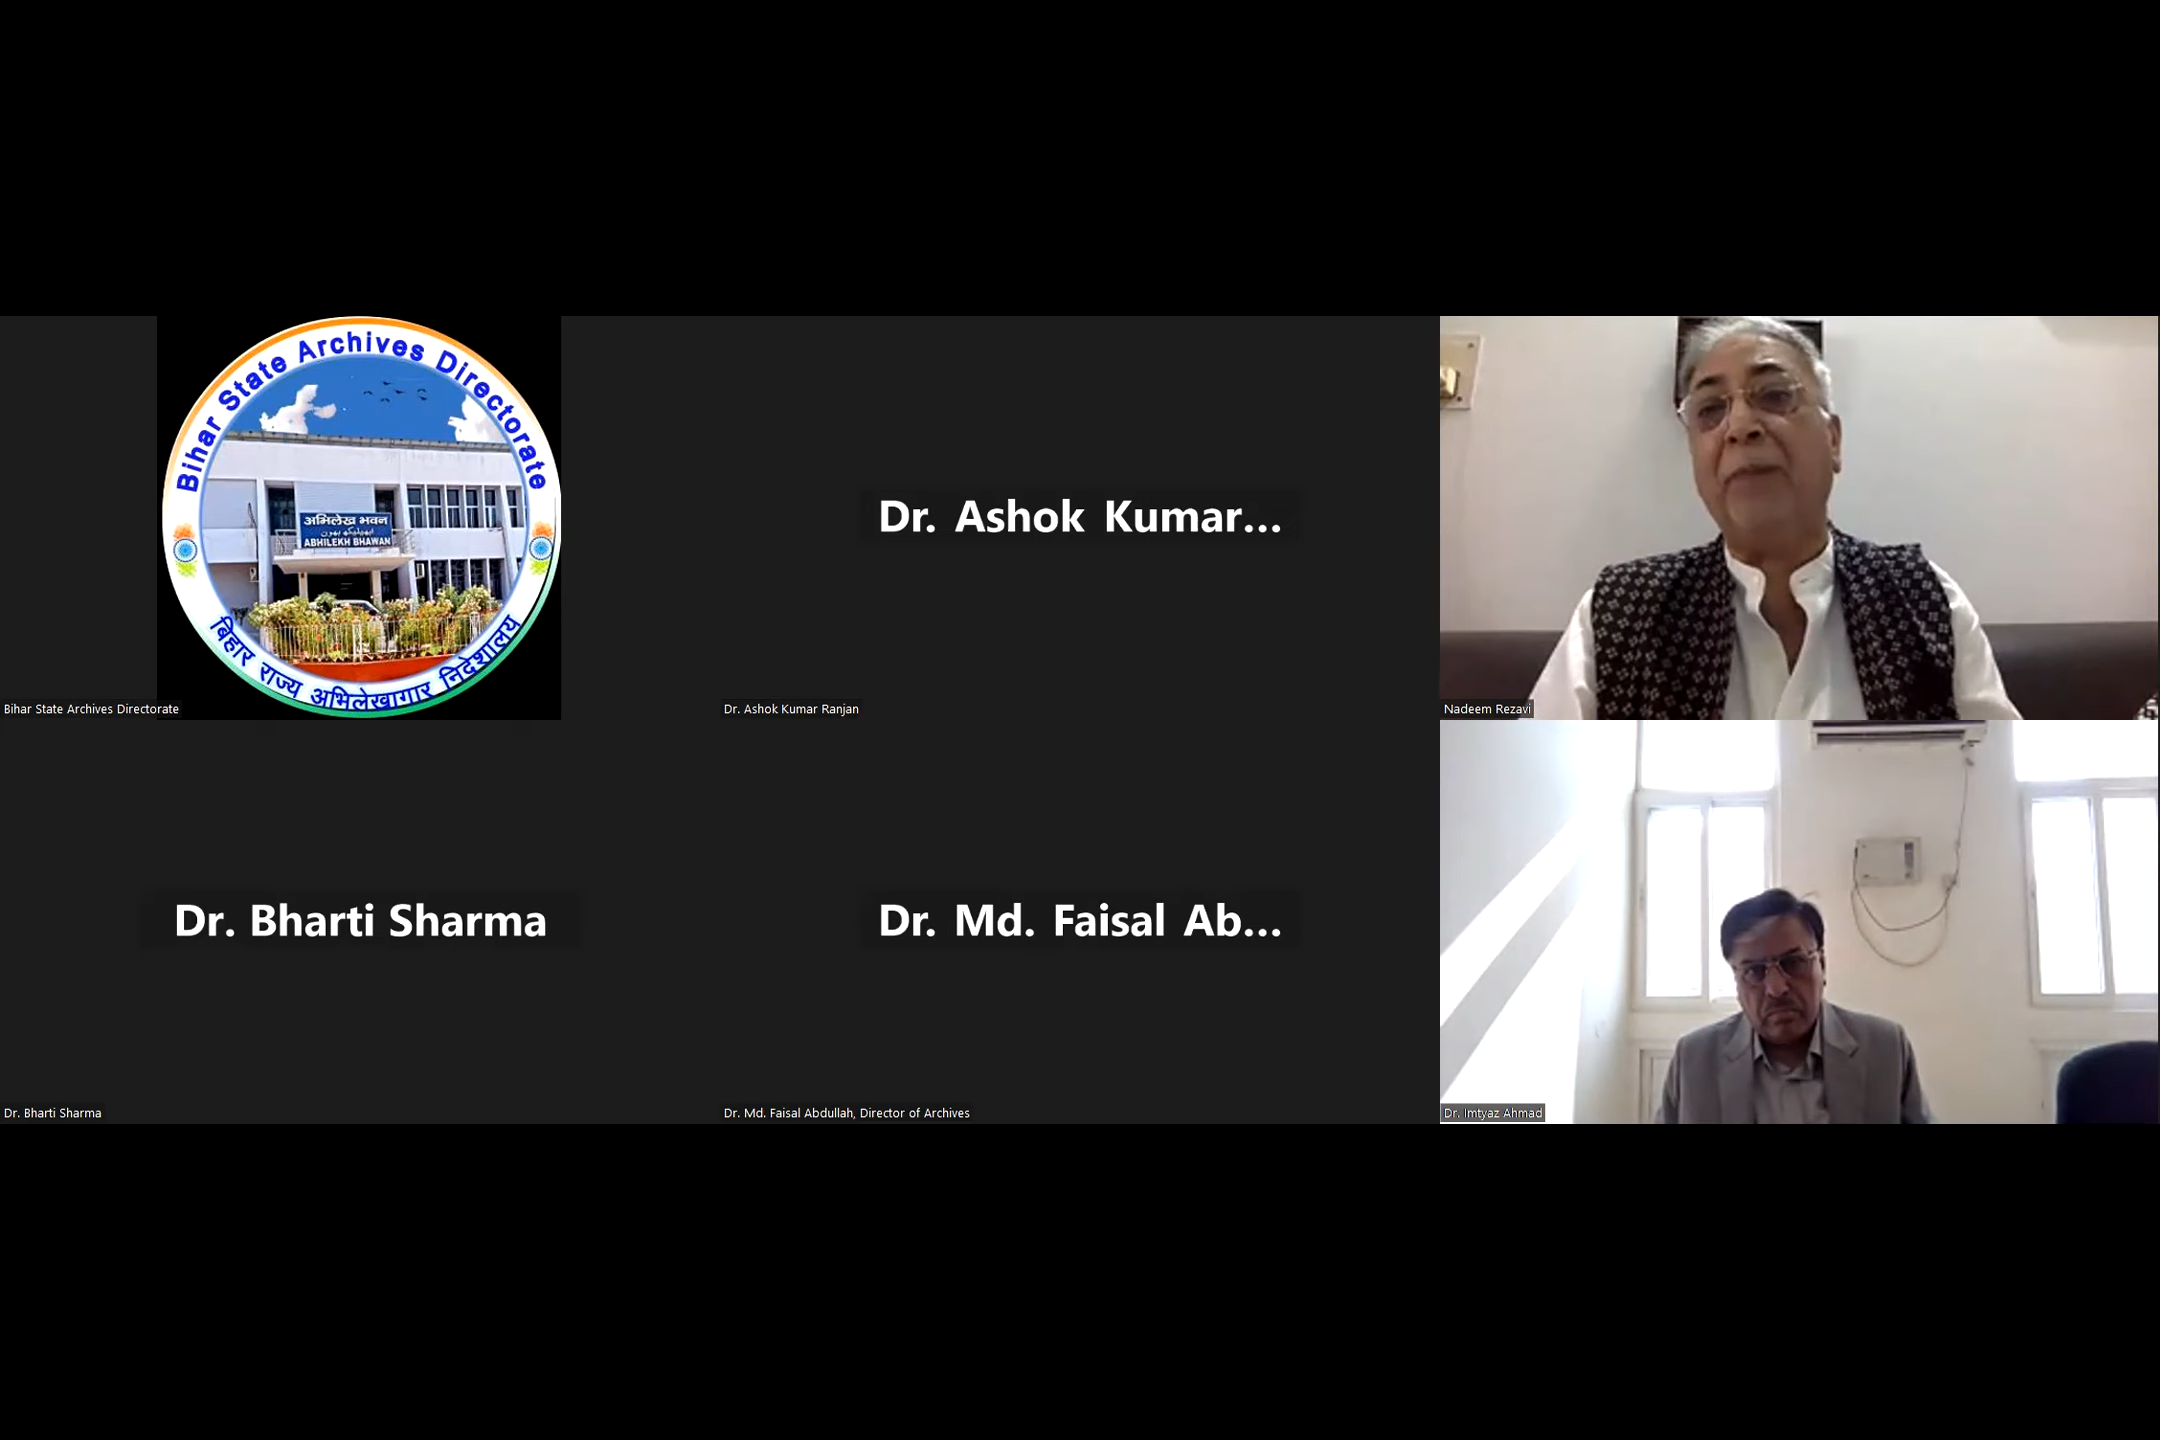 Bihar State Archives Directorate
अभिलेख भवन
ABHILEKH BHAWAN
बिहार राज्य अभिलेखागार निदेशालय
Bihar State Archives Directorate
Dr. Ashok Kumar...
Dr. Ashok Kumar Ranjan
Nadeem Rezavi
Dr. Bharti Sharma
Dr. Bharti Sharma
Dr. Md. Faisal Ab...
Dr. Md. Faisal Abdullah, Director of Archives
Dr. Imtyaz Ahmad